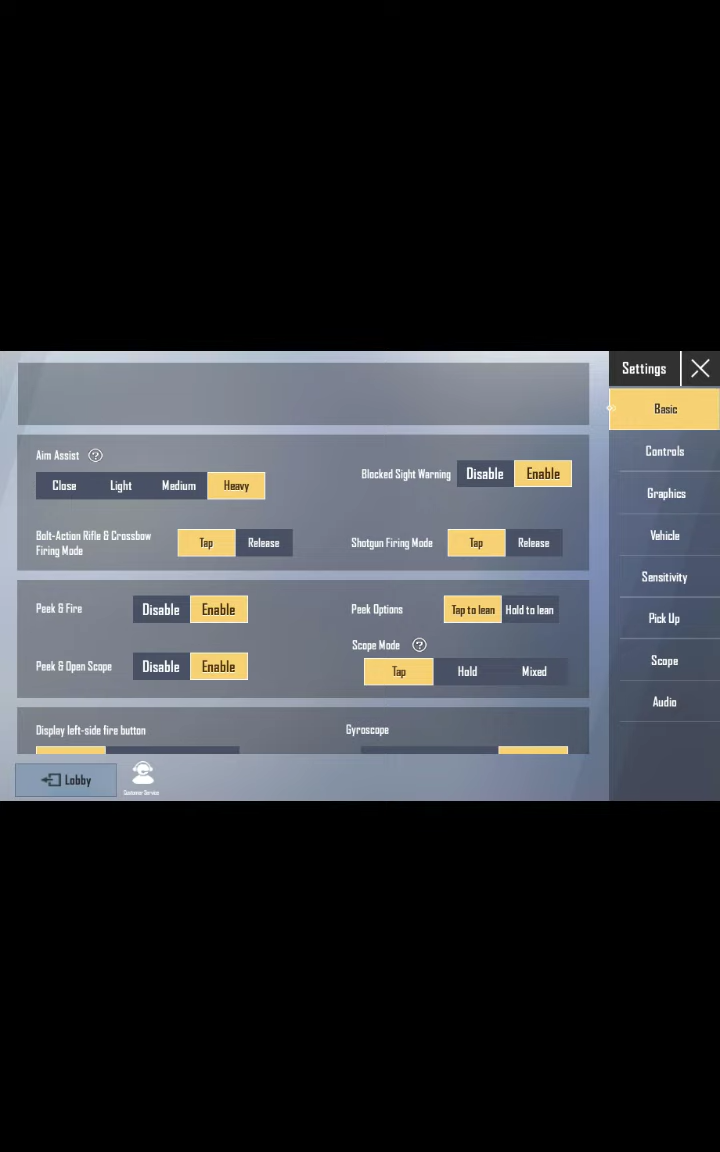 Settings
Basic
Aim Assist ?
Close Light Medium Heavy
Blocked Sight Warning Disable Enable
Bolt-Action Rifle & Crossbow
Firing Mode
Tap Release
Shotgun Firing Mode Tap Release
Peek & Fire Disable Enable
Peek Options Tap to lean Hold to lean
Peek & Open Scope Disable Enable
Scope Mode ?
Tap Hold Mixed
Display left-side fire button
Gyroscope
Lobby
Customer Service
Controls
Graphics
Vehicle
Sensitivity
Pick Up
Scope
Audio